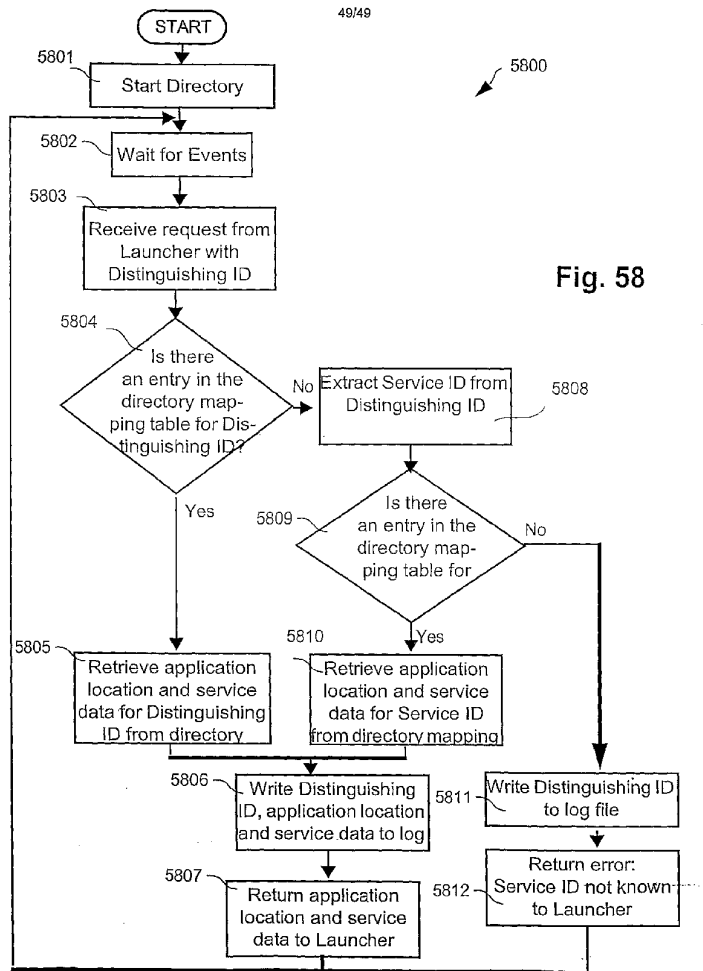 49/49
START
5800
5801
Start Directory
5802
Wait for Events
5803
Receive request from
Launcher with
Distinguishing ID
Fig. 58
5804
Is there
an entry in the
directory map-
ping table for Dis-
tinguishing ID?
No
Extract Service ID from
Distinguishing ID
5808
Yes
5809
Is there
an entry in the
directory map-
ping table for
No
Yes
5805
Retrieve application
location and service
data for Distinguishing
ID from directory
5810
Retrieve application
location and service
data for Service ID
from directory mapping
5806
Write Distinguishing
ID, application location
and service data to log
5811
Write Distinguishing ID
to log file
5807
Return application
location and service
data to Launcher
5812
Return error:
Service ID not known
to Launcher